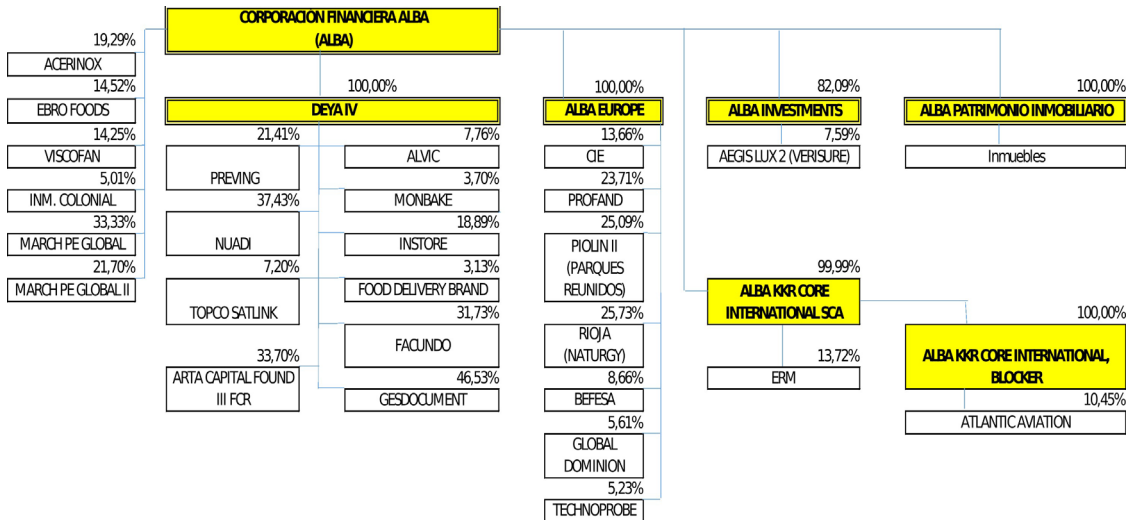 CORPORACIÓN FINANCIERA ALBA
(ALBA)
19,29%
ACERINOX
14,52%
EBRO FOODS
14,25%
VISCOFAN
5,01%
INM. COLONIAL
33,33%
MARCH PE GLOBAL
21,70%
MARCH PE GLOBAL II
100,00%
DEYA IV
21,41%
PREVING
37,43%
NUADI
7,20%
TOPCO SATLINK
33,70%
ARTA CAPITAL FOUND
III FCR
7,76%
ALVIC
3,70%
MONBAKE
18,89%
INSTORE
3,13%
FOOD DELIVERY BRAND
31,73%
FACUNDO
46,53%
GESDOCUMENT
100,00%
ALBA EUROPE
13,66%
CIE
23,71%
PROFAND
25,09%
PIOLIN II
(PARQUES
REUNIDOS)
25,73%
RIOJA
(NATURGY)
8,66%
BEFESA
5,61%
GLOBAL
DOMINION
5,23%
TECHNOPROBE
82,09%
ALBA INVESTMENTS
7,59%
AEGIS LUX 2 (VERISURE)
99,99%
ALBA KKR CORE
INTERNATIONAL SCA
13,72%
ERM
100,00%
ALBA PATRIMONIO INMOBILIARIO
Inmuebles
100,00%
ALBA KKR CORE INTERNATIONAL,
BLOCKER
10,45%
ATLANTIC AVIATION